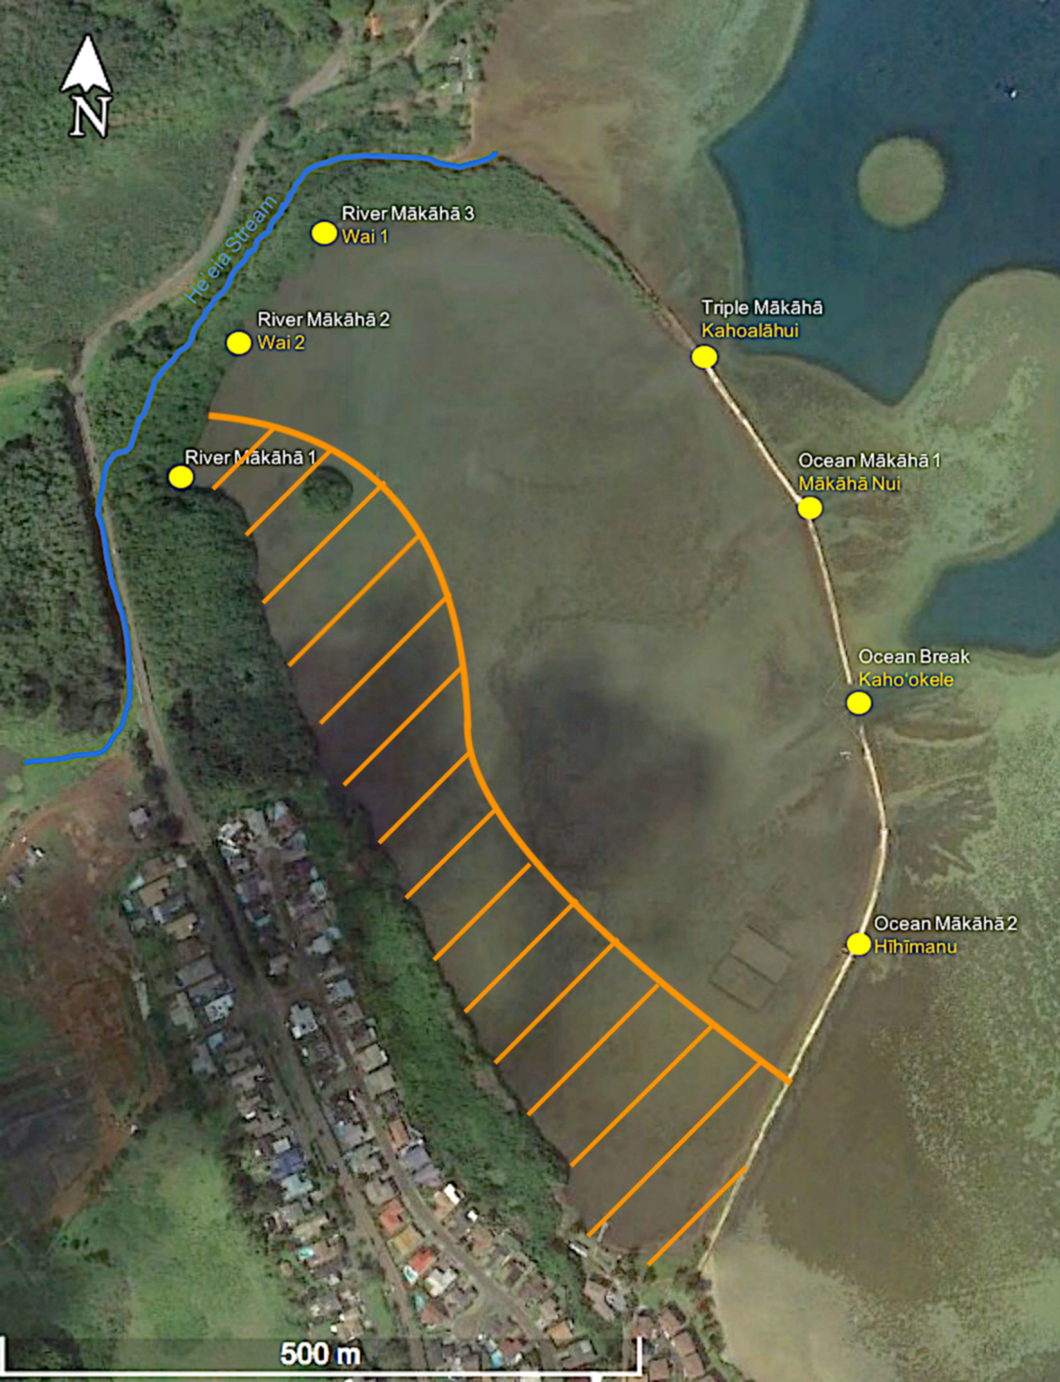 N
River Mākāhā 3
Wai 1
He‘eia Stream
River Mākāhā 2
Wai 2
Triple Mākāhā
Kahoalāhui
River Mākāhā 1
Ocean Mākāhā 1
Mākāhā Nui
Ocean Break
Kaho‘okele
Ocean Mākāhā 2
Hīhīmanu
500 m